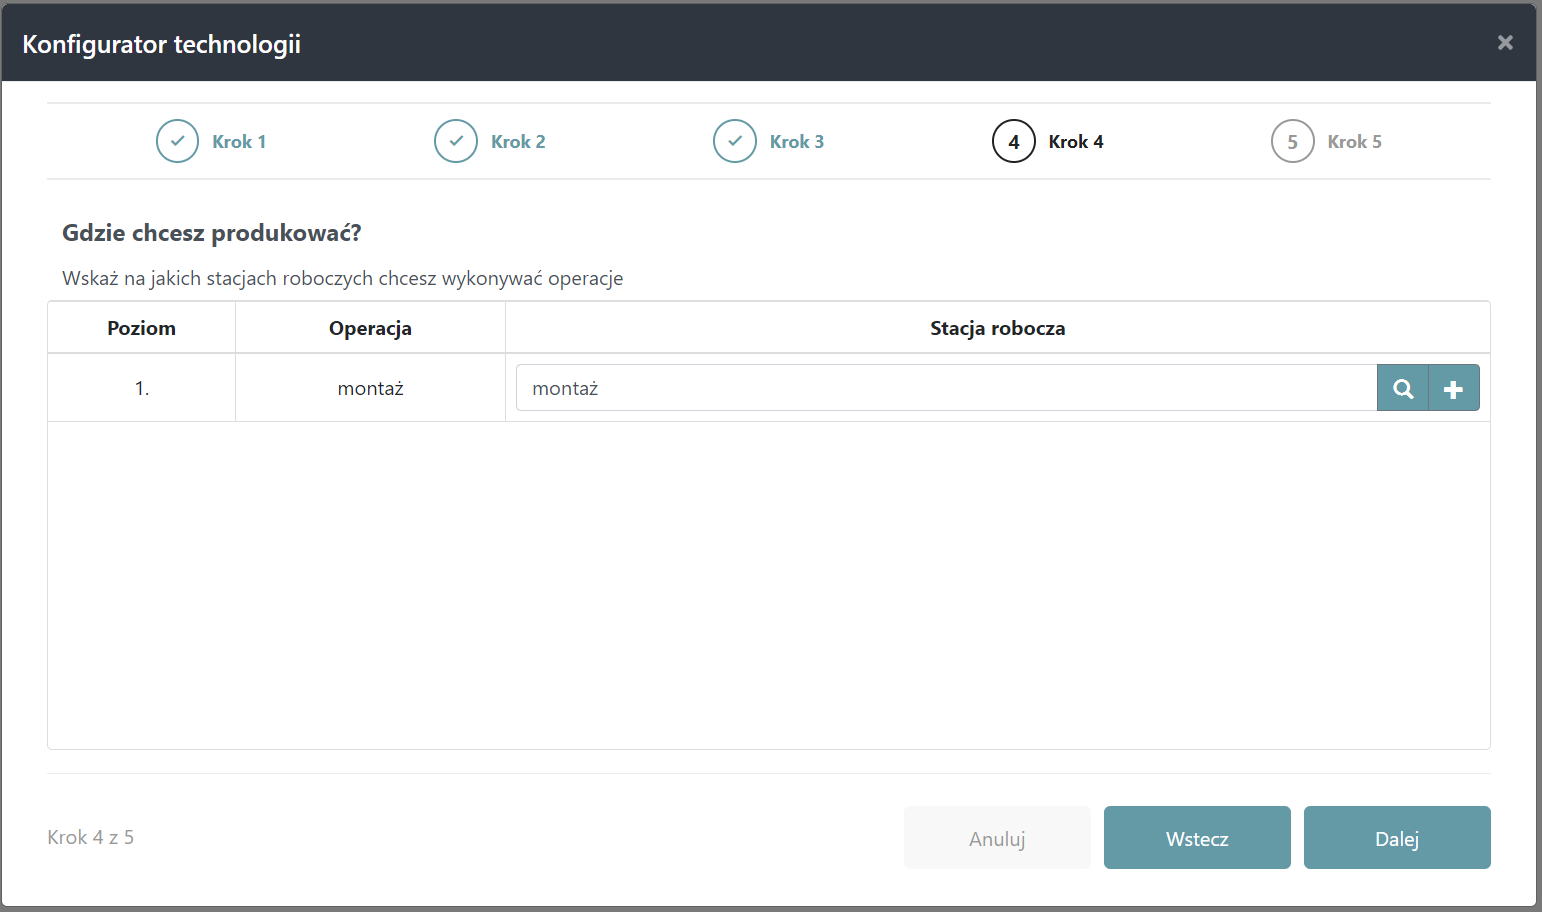 Konfigurator technologii
Krok 1
Krok 2
Krok 3
4 Krok 4
5 Krok 5
Gdzie chcesz produkować?
Wskaż na jakich stacjach roboczych chcesz wykonywać operacje
Poziom Operacja Stacja robocza
1. montaż montaż
Krok 4 z 5
Anuluj Wstecz Dalej